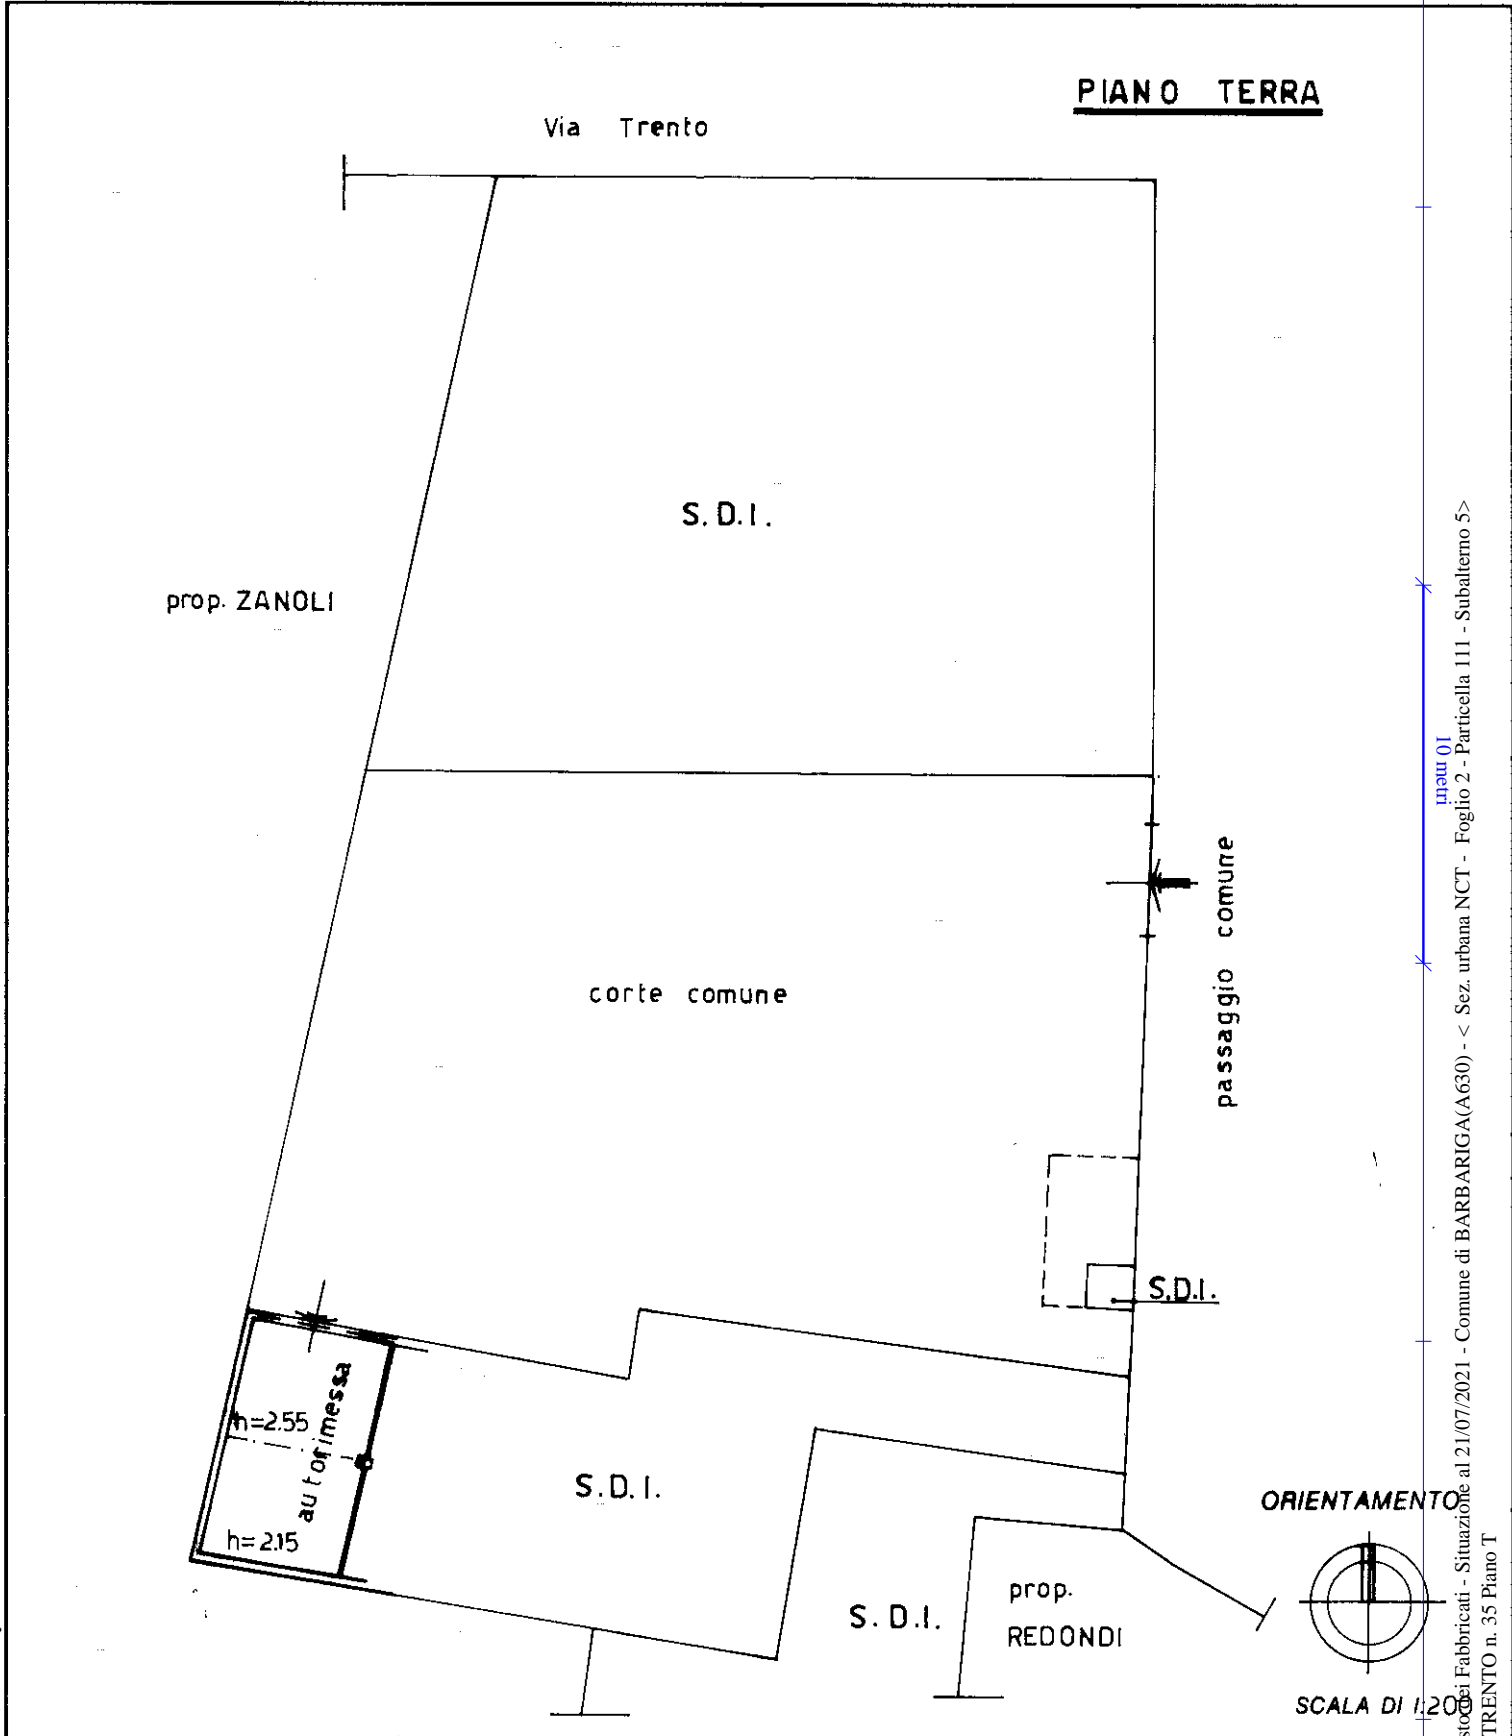 PIANO TERRA
Via Trento
S.D.I.
prop. ZANOLI
corte comune
passaggio comune
S.D.I.
autorimessa
h=2.55
h=2.15
S.D.I.
S.D.I.
prop.
REDONDI
ORIENTAMENTO
SCALA DI 1:200
10 metri
Fabbricati - Situazione al 21/07/2021 - Comune di BARBARIGA(A630) - < Sez. urbana NCT - Foglio 2 - Particella 111 - Subalterno 5>
TRENTO n. 35 Piano T